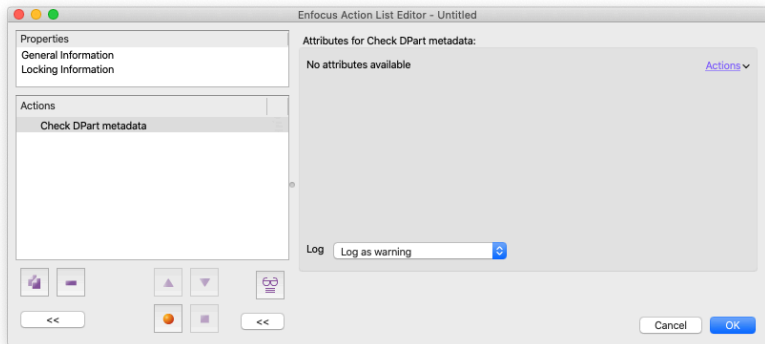 Enfocus Action List Editor - Untitled
Properties
General Information
Locking Information
Actions
Check DPart metadata
<<
<<
Attributes for Check DPart metadata:
No attributes available
Actions
Log
Log as warning
Cancel
OK